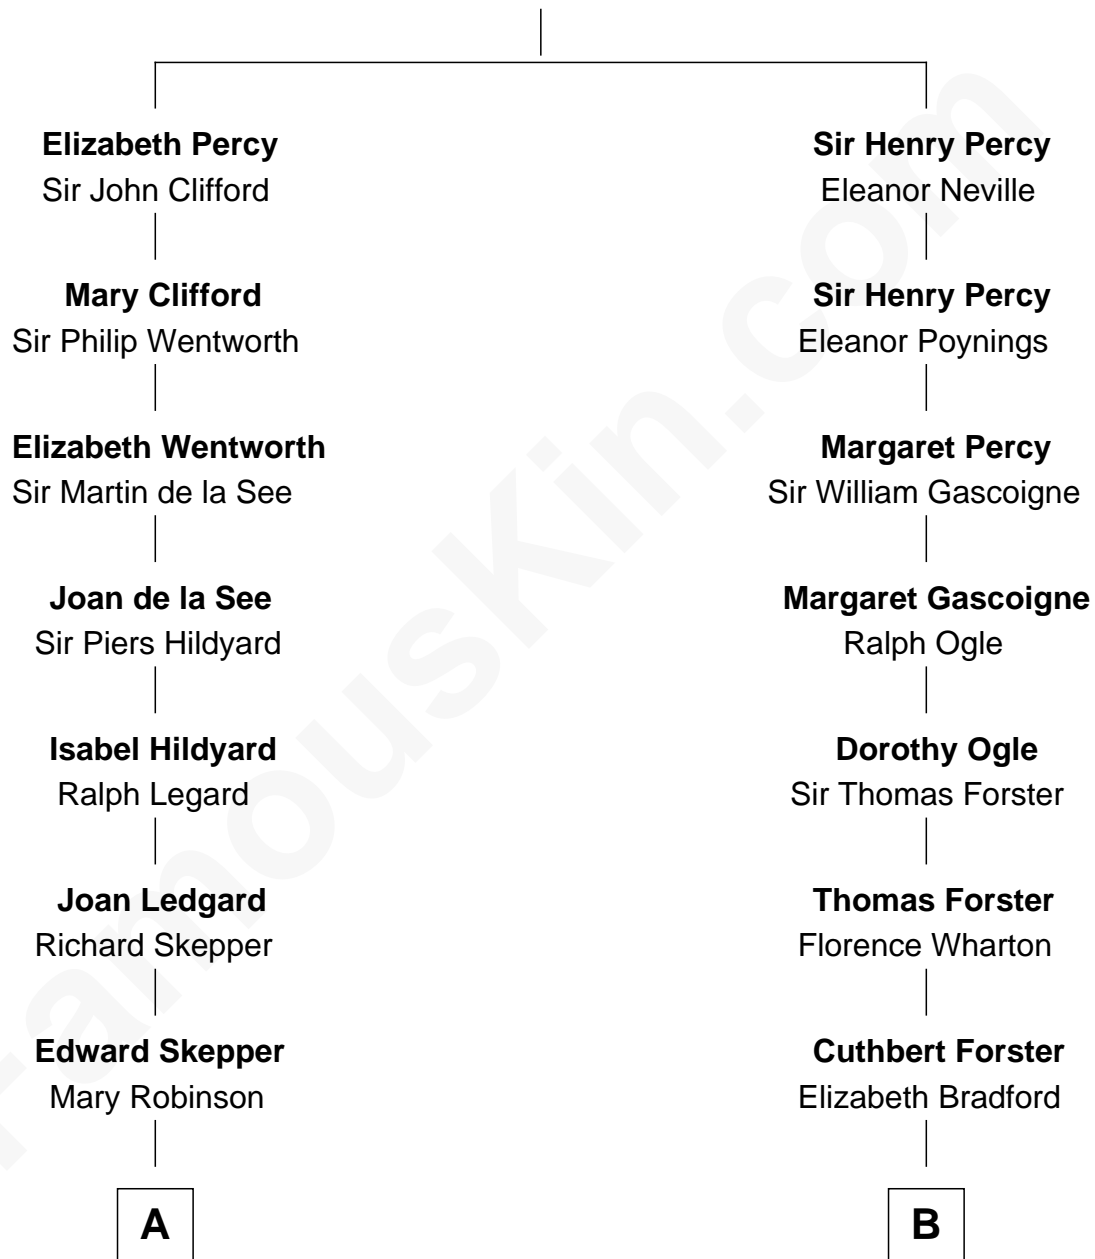 Elizabeth Percy
Sir John Clifford
Mary Clifford
Sir Philip Wentworth
Elizabeth Wentworth
Sir Martin de la See
Joan de la See
Sir Piers Hildyard
Isabel Hildyard
Ralph Legard
Joan Ledgard
Richard Skepper
Edward Skepper
Mary Robinson
A
Sir Henry Percy
Eleanor Neville
Sir Henry Percy
Eleanor Poynings
Margaret Percy
Sir William Gascoigne
Margaret Gascoigne
Ralph Ogle
Dorothy Ogle
Sir Thomas Forster
Thomas Forster
Florence Wharton
Cuthbert Forster
Elizabeth Bradford
B
FamousKin.com